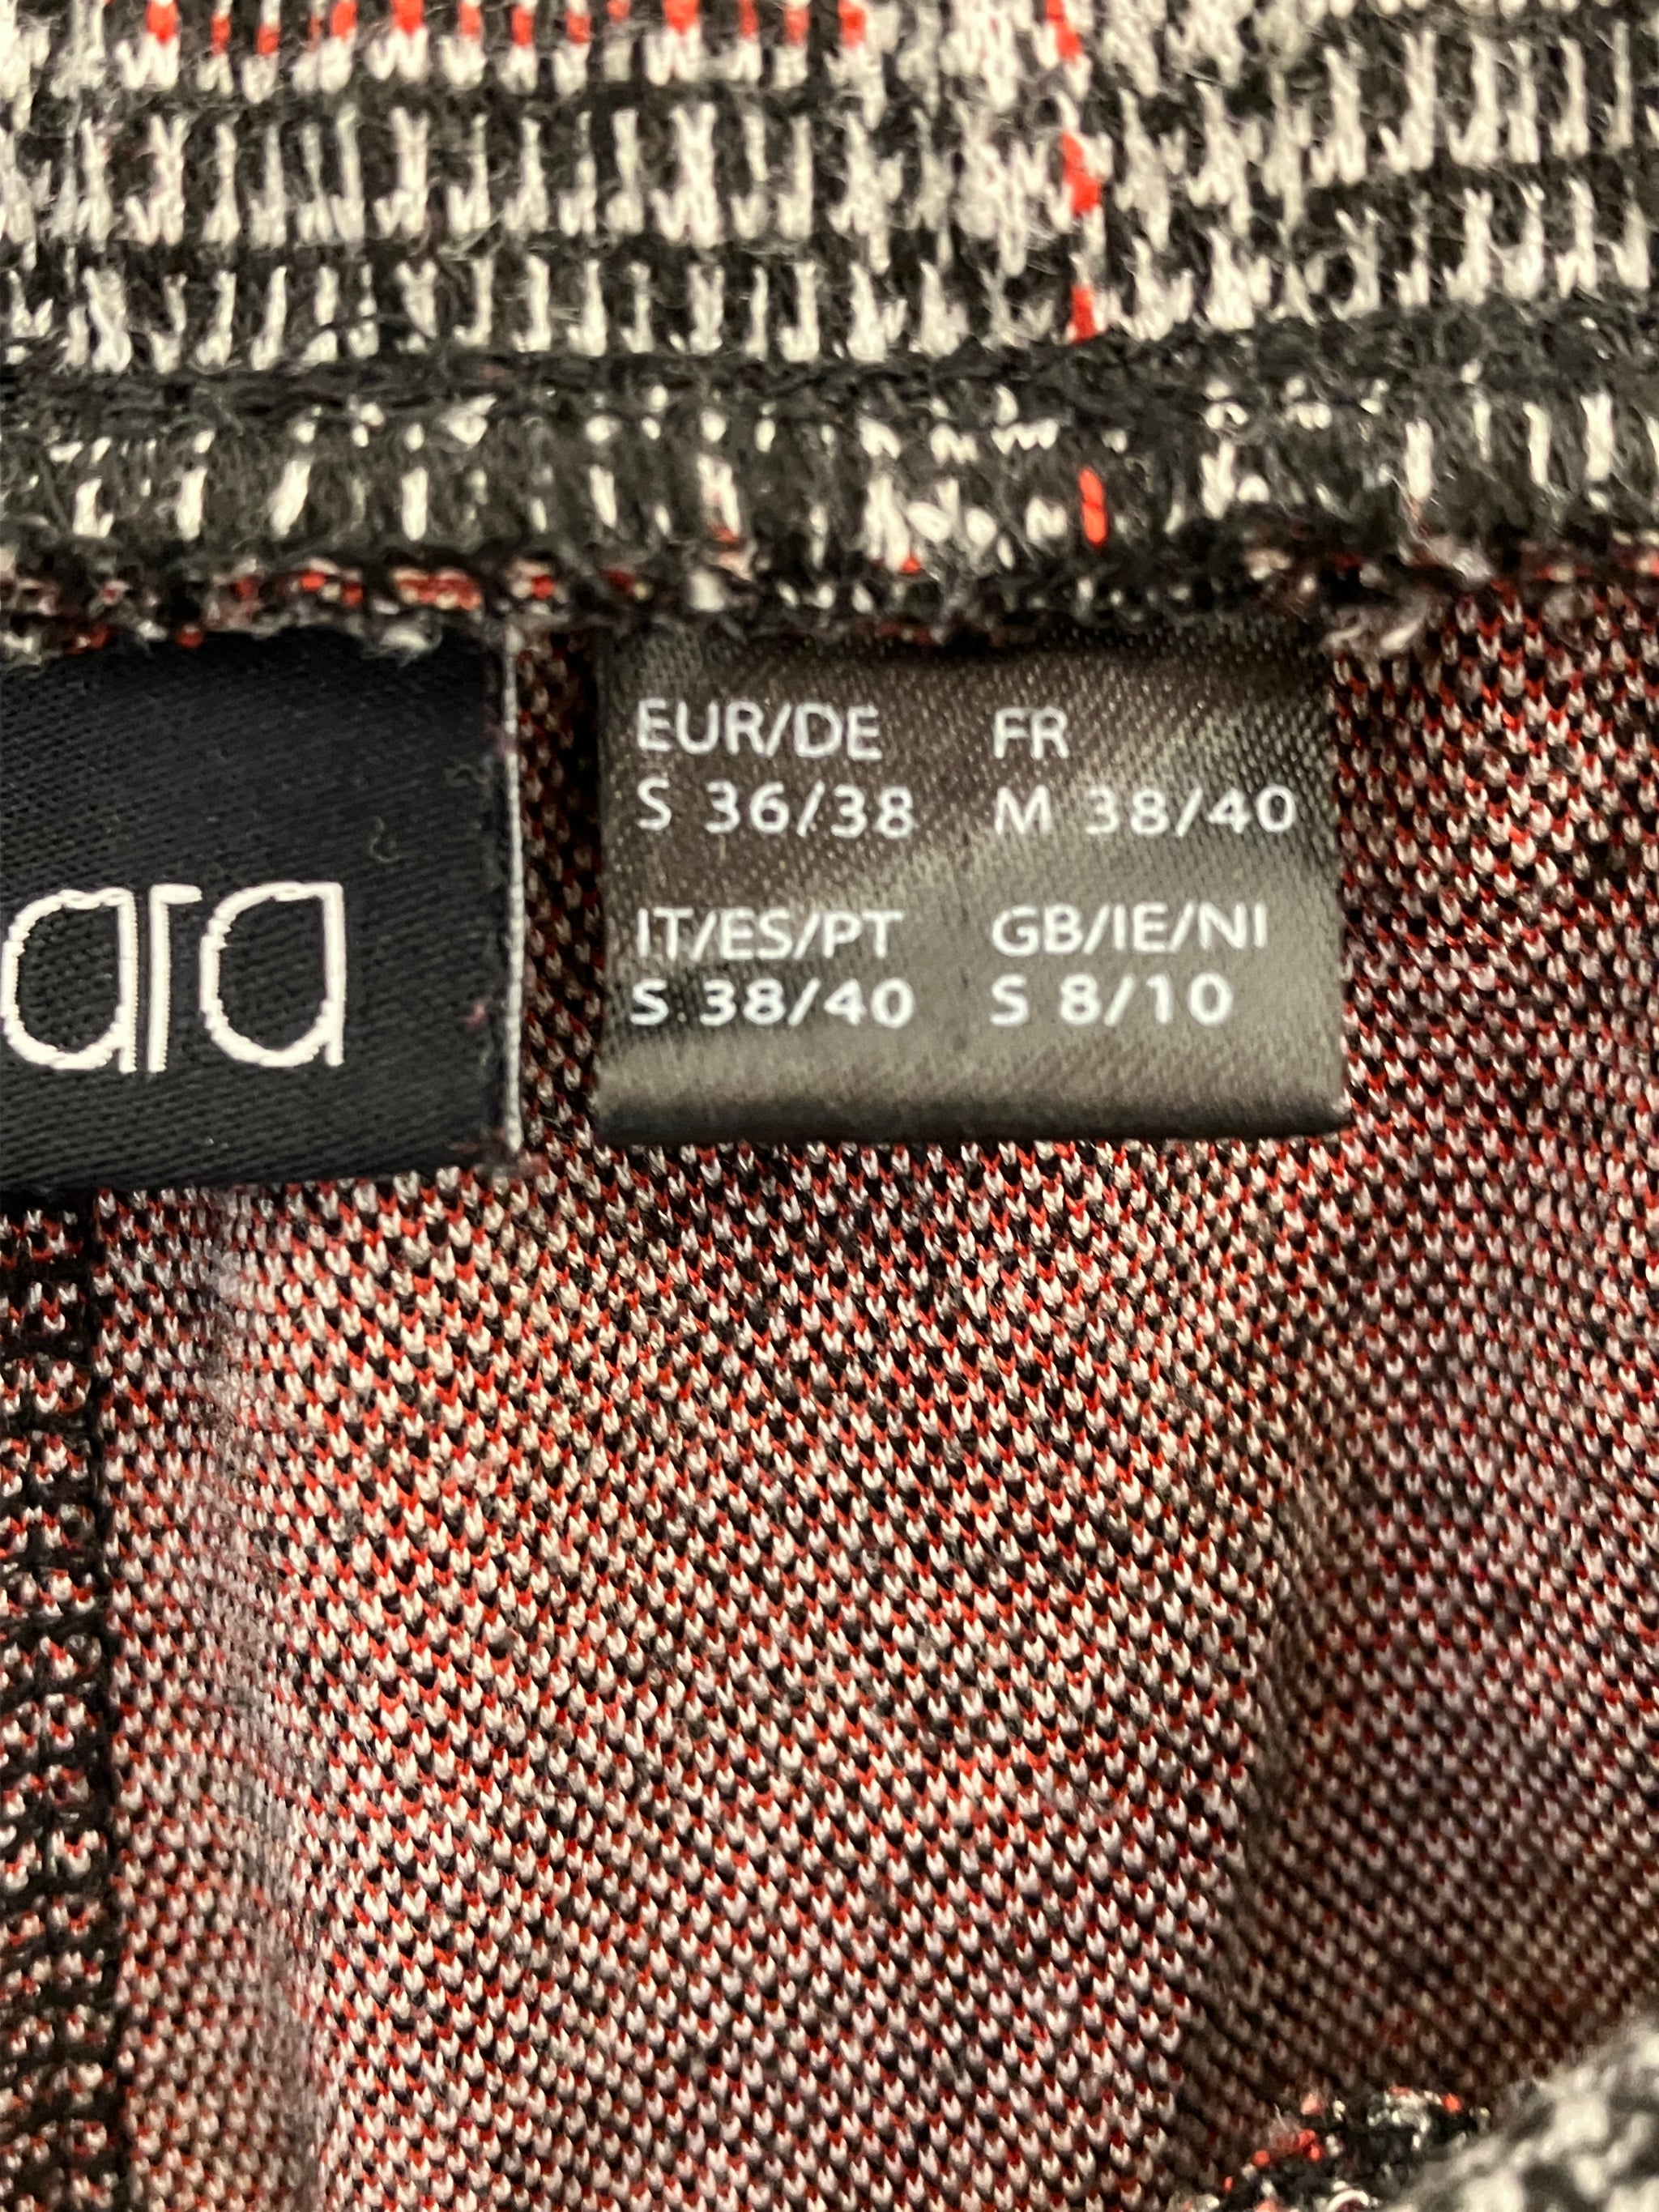 ara
EUR/DE FR
S 36/38 M 38/40
IT/ES/PT GB/IE/NI
S 38/40 S 8/10